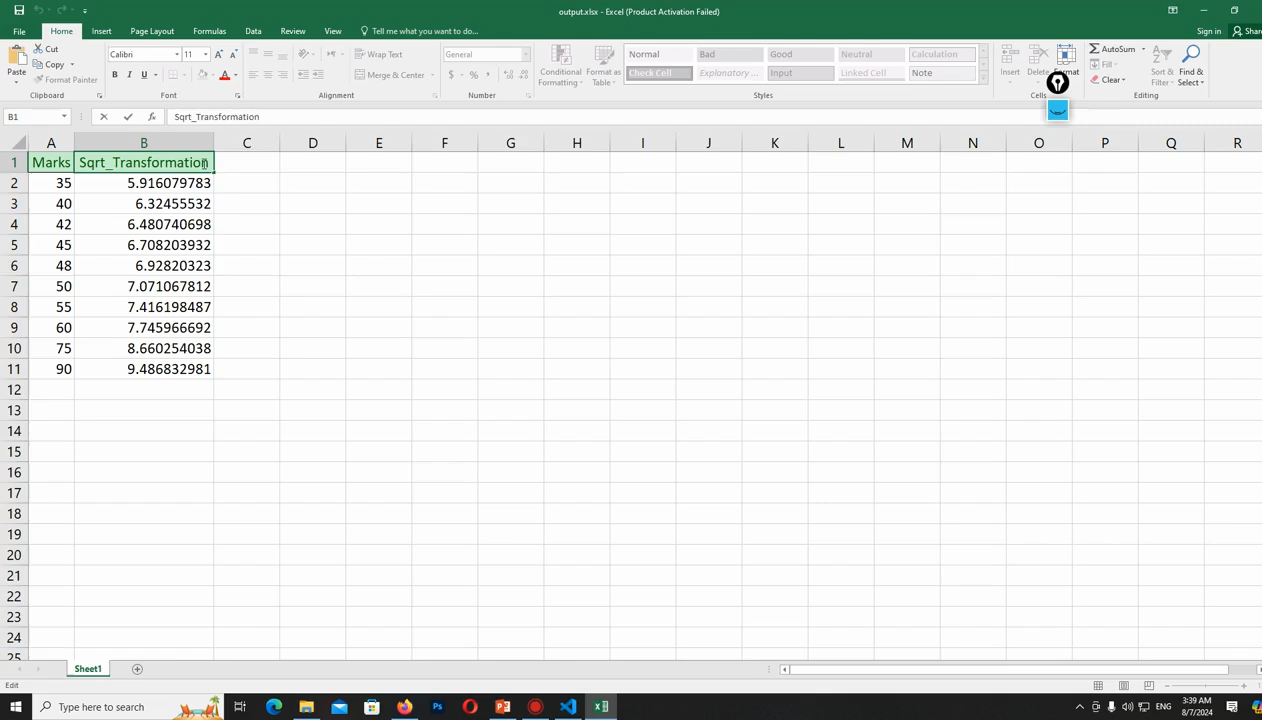 output.xlsx - Excel (Product Activation Failed)
File Home Insert Page Layout Formulas Data Review View Tell me what you want to do... Sign in Share
Cut Calibri 11 Wrap Text General Normal Bad Good Neutral Calculation AutoSum
Copy Fill
Paste Format Painter B I U Merge & Center $ % Conditional Formatting Format as Table Check Cell Explanatory ... Input Linked Cell Note Insert Delete Format Clear Sort & Filter Find & Select
Clipboard Font Alignment Number Styles Cells Editing
B1 fx Sqrt_Transformation
A B C D E F G H I J K L M N O P Q R
1 Marks Sqrt_Transformation
2 35 5.916079783
3 40 6.32455532
4 42 6.480740698
5 45 6.708203932
6 48 6.92820323
7 50 7.071067812
8 55 7.416198487
9 60 7.745966692
10 75 8.660254038
11 90 9.486832981
12
13
14
15
16
17
18
19
20
21
22
23
24
25
Sheet1
Edit
Type here to search ENG 3:39 AM
8/7/2024